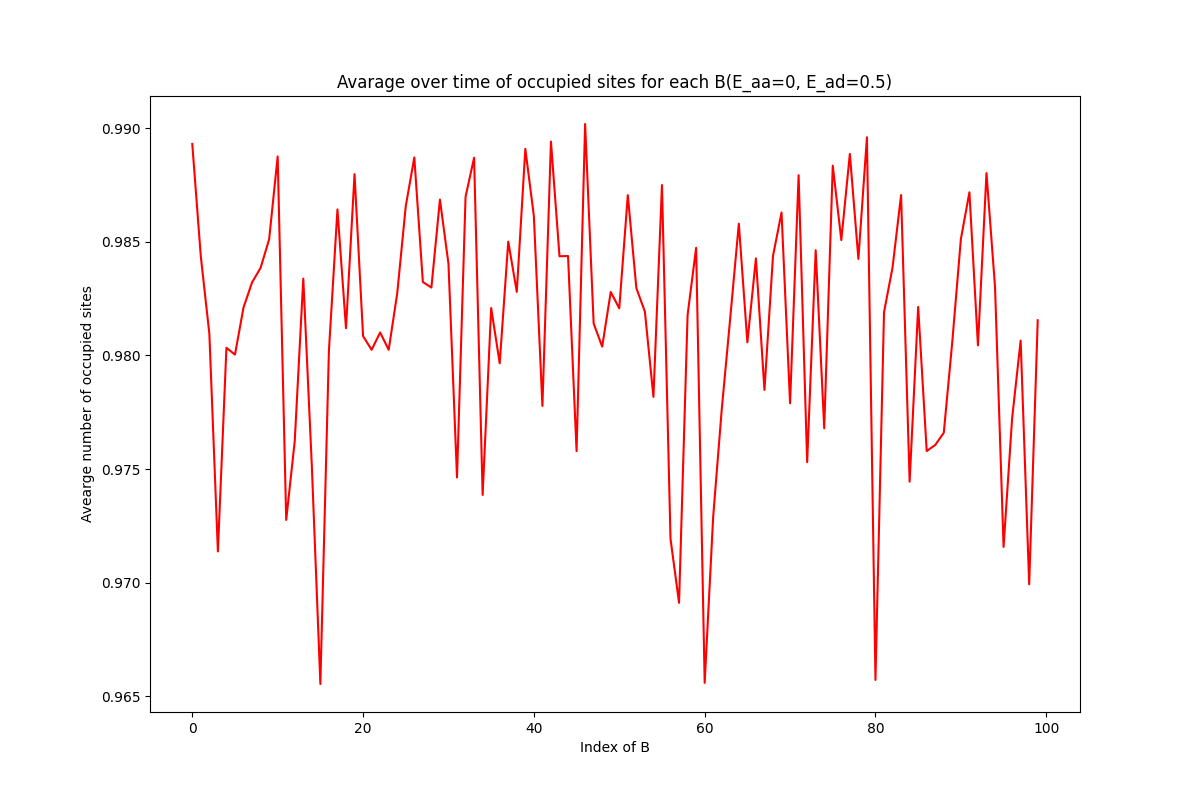 Avarage over time of occupied sites for each B(E_aa=0, E_ad=0.5)
0.990
0.985
0.980
0.975
0.970
0.965
Avearge number of occupied sites
0 20 40 60 80 100
Index of B